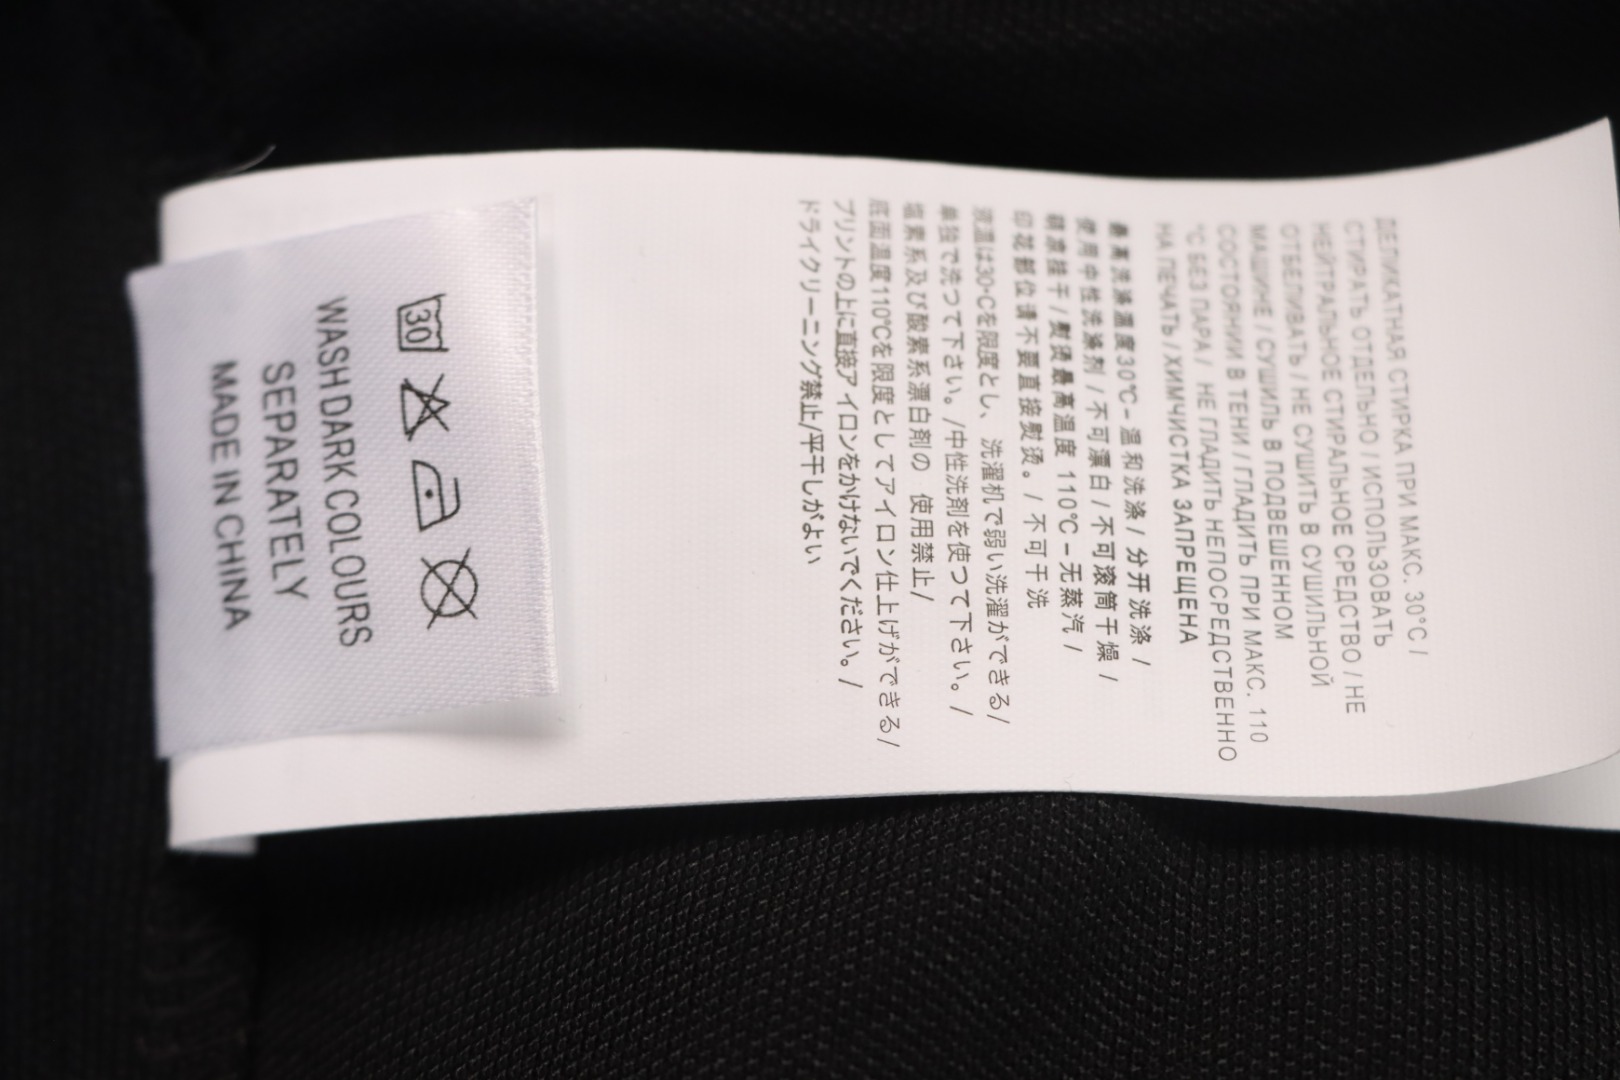 30
WASH DARK COLOURS
SEPARATELY
MADE IN CHINA
ДЕЛИКАТНАЯ СТИРКА ПРИ МАКС. 30°C /
СТИРАТЬ ОТДЕЛЬНО / ИСПОЛЬЗОВАТЬ
НЕЙТРАЛЬНОЕ СТИРАЛЬНОЕ СРЕДСТВО / НЕ
ОТБЕЛИВАТЬ / НЕ СУШИТЬ В СУШИЛЬНОЙ
МАШИНЕ / СУШИЛЬ В ПОДВЕШЕННОМ
СОСТОЯНИИ В ТЕНИ / ГЛАДИТЬ ПРИ МАКС. 110
°C БЕЗ ПАРА / НЕ ГЛАДИТЬ НЕПОСРЕДСТВЕННО
НА ПЕЧАТЬ / ХИМЧИСТКА ЗАПРЕЩЕНА
最高洗涤温度30℃- 温和洗涤 / 分开洗涤 /
使用中性洗涤剂 / 不可漂白 / 不可滚筒干燥 /
荫凉挂干 / 熨烫最高温度 110℃ - 无蒸汽 /
印花部位请不要直接熨烫。/ 不可干洗
液温は30°Cを限度とし、 洗濯机で弱い洗濯ができる/
単独で洗つて下さい。/中性洗剤を使つて下さい。/
塩素系及び酸素系漂白剤の 使用禁止/
底面温度110℃を限度としてアイロン仕上げができる/
プリントの上に直接ア イロンをかけないでください。/
ドライクリーニング禁止/平干しがよい